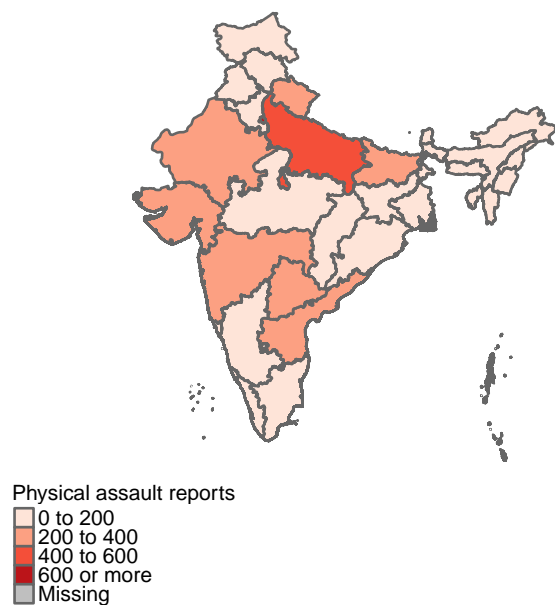 Physical assault reports
0 to 200
200 to 400
400 to 600
600 or more
Missing